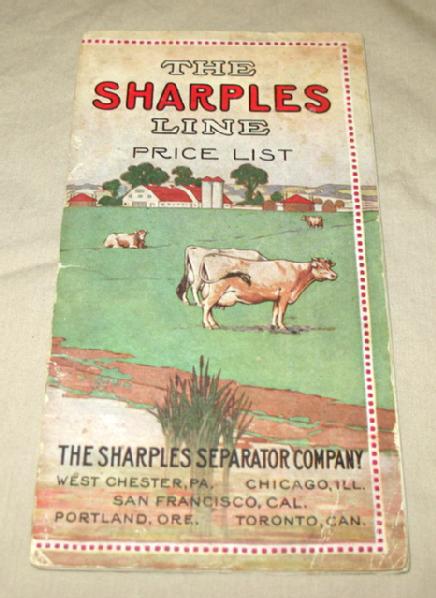 THE
SHARPLES
LINE
PRICE LIST
THE SHARPLES SEPARATOR COMPANY
WEST CHESTER, PA. CHICAGO, ILL.
SAN FRANCISCO, CAL.
PORTLAND, ORE. TORONTO, CAN.